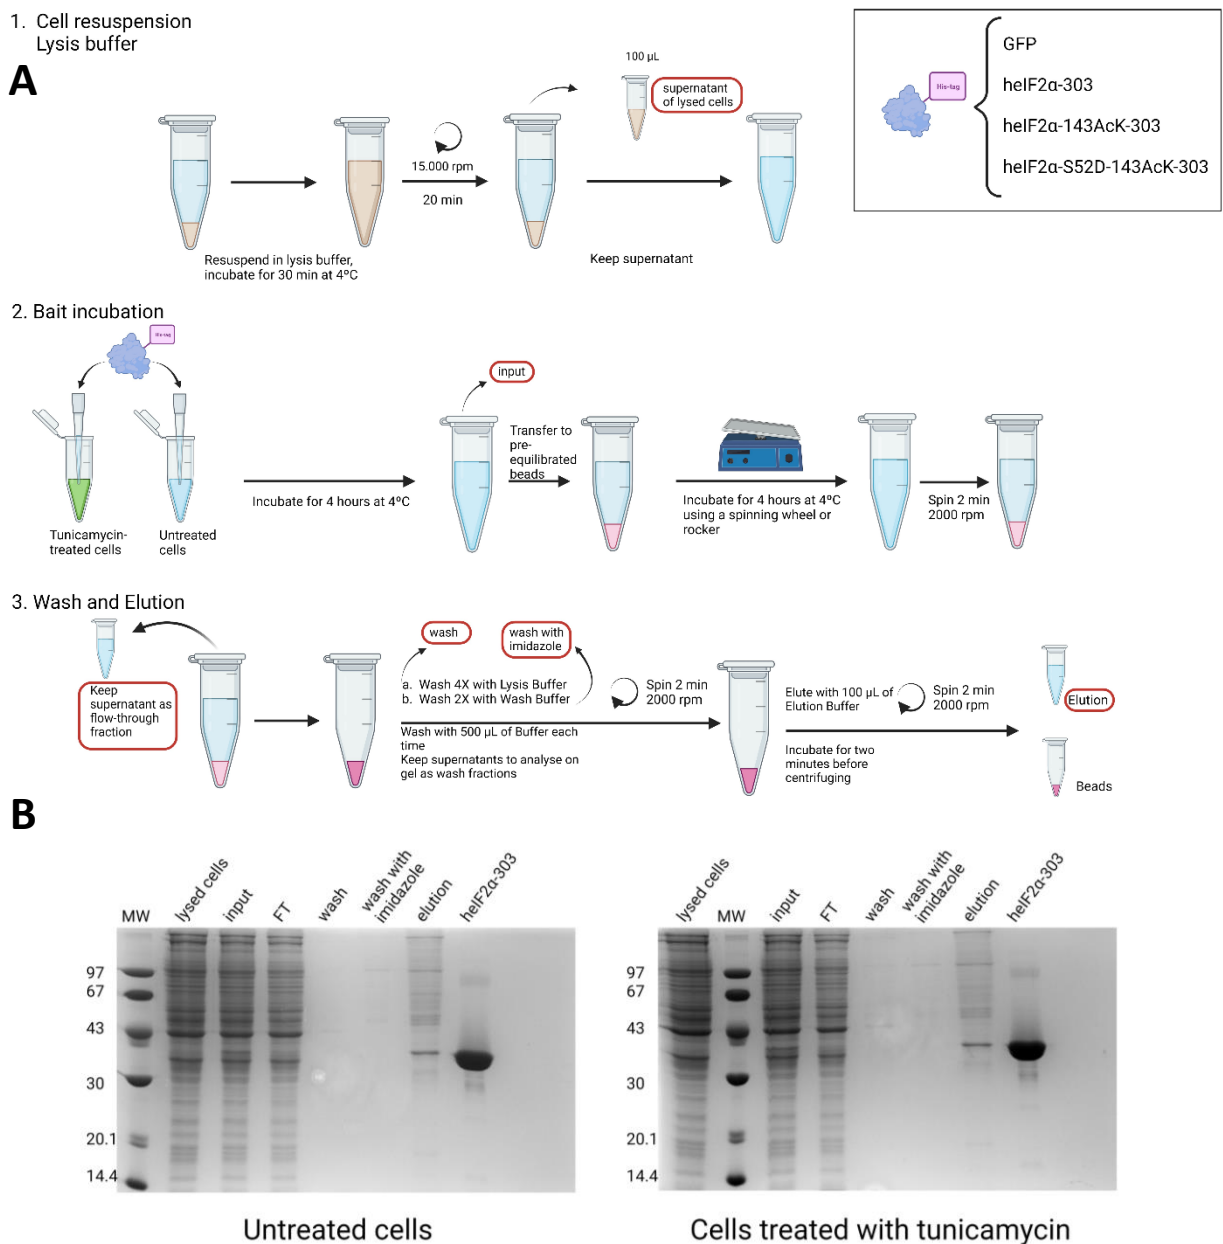 1. Cell resuspension
Lysis buffer
A
100 µL
supernatant
of lysed cells
15.000 rpm
20 min
Resuspend in lysis buffer,
incubate for 30 min at 4ºC
Keep supernatant
His-tag
GFP
heIF2α-303
heIF2α-143AcK-303
heIF2α-S52D-143AcK-303
2. Bait incubation
His-tag
Tunicamycin-
treated cells
Untreated
cells
Incubate for 4 hours at 4ºC
input
Transfer to
pre-
equilibrated
beads
Incubate for 4 hours at 4ºC
using a spinning wheel or
rocker
Spin 2 min
2000 rpm
3. Wash and Elution
Keep
supernatant as
flow-through
fraction
wash
wash with
imidazole
a. Wash 4X with Lysis Buffer
b. Wash 2X with Wash Buffer
Wash with 500 µL of Buffer each
time
Keep supernatants to analyse on
gel as wash fractions
Spin 2 min
2000 rpm
Elute with 100 µL of
Elution Buffer
Incubate for two
minutes before
centrifuging
Spin 2 min
2000 rpm
Elution
Beads
B
MW
lysed cells
input
FT
wash
wash with
imidazole
elution
heIF2α-303
97
67
43
30
20.1
14.4
Untreated cells
lysed cells
MW
input
FT
wash
wash with
imidazole
elution
heIF2α-303
97
67
43
30
20.1
14.4
Cells treated with tunicamycin